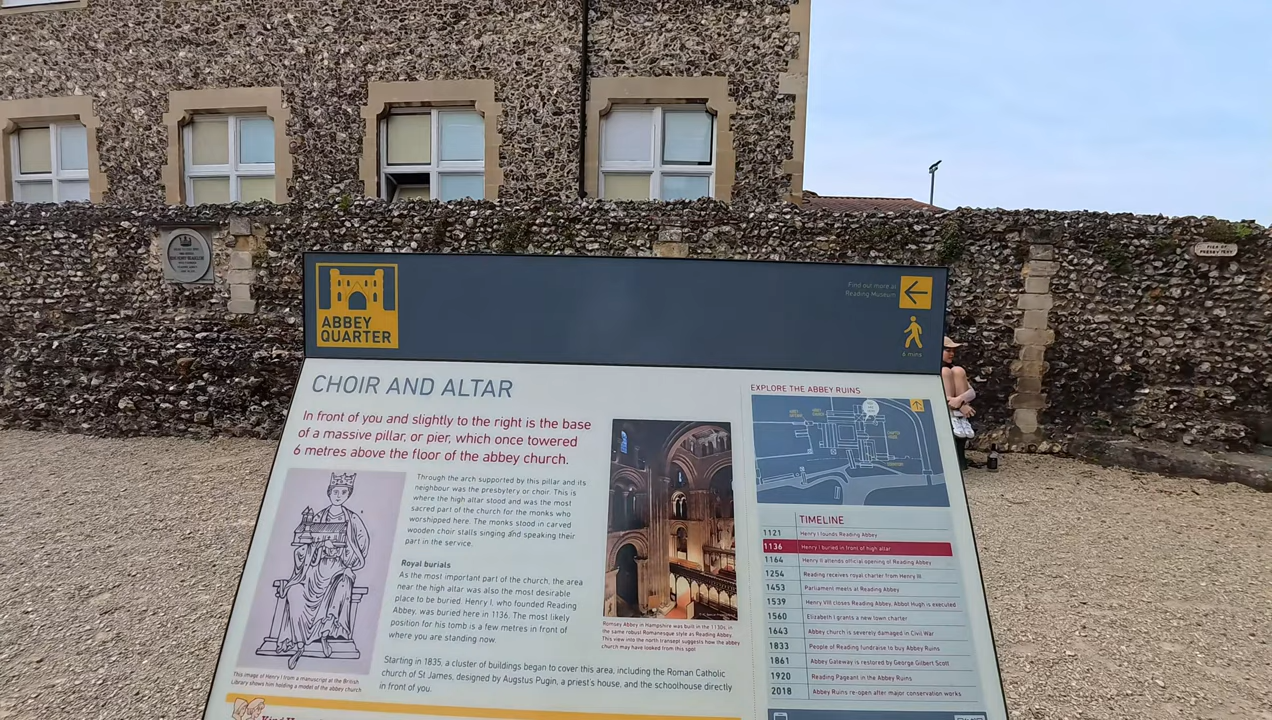 ABBEY
QUARTER
Find out more at
Reading Museum
6 mins
PIER OF
CHOIR AND ALTAR
In front of you and slightly to the right is the base
of a massive pillar, or pier, which once towered
6 metres above the floor of the abbey church.
Through the arch supported by this pillar and its
neighbour was the presbytery or choir. This is
where the high altar stood and was the most
sacred part of the church for the monks who
worshipped here. The monks stood in carved
wooden choir stalls singing and speaking their
part in the service.
Royal burials
As the most important part of the church, the area
near the high altar was also the most desirable
place to be buried. Henry I, who founded Reading
Abbey, was buried here in 1136. The most likely
position for his tomb is a few metres in front of
where you are standing now.
Starting in 1835, a cluster of buildings began to cover this area, including the Roman Catholic
church of St James, designed by Augstus Pugin, a priest's house, and the schoolhouse directly
in front of you.
This image of Henry I from a manuscript at the British
Library shows him holding a model of the abbey church
Romsey Abbey in Hampshire was built in the 1130s in
the same robust Romanesque style as Reading Abbey.
This view into the north transept suggests how the abbey
church may have looked from this spot
EXPLORE THE ABBEY RUINS
TIMELINE
1121 Henry I founds Reading Abbey
1136 Henry I buried in front of high altar
1164 Henry II attends official opening of Reading Abbey
1254 Reading receives royal charter from Henry III
1453 Parliament meets at Reading Abbey
1539 Henry VIII closes Reading Abbey, Abbot Hugh is executed
1560 Elizabeth I grants a new town charter
1643 Abbey church is severely damaged in Civil War
1833 People of Reading fundraise to buy Abbey Ruins
1861 Abbey Gateway is restored by George Gilbert Scott
1920 Reading Pageant in the Abbey Ruins
2018 Abbey Ruins re-open after major conservation works